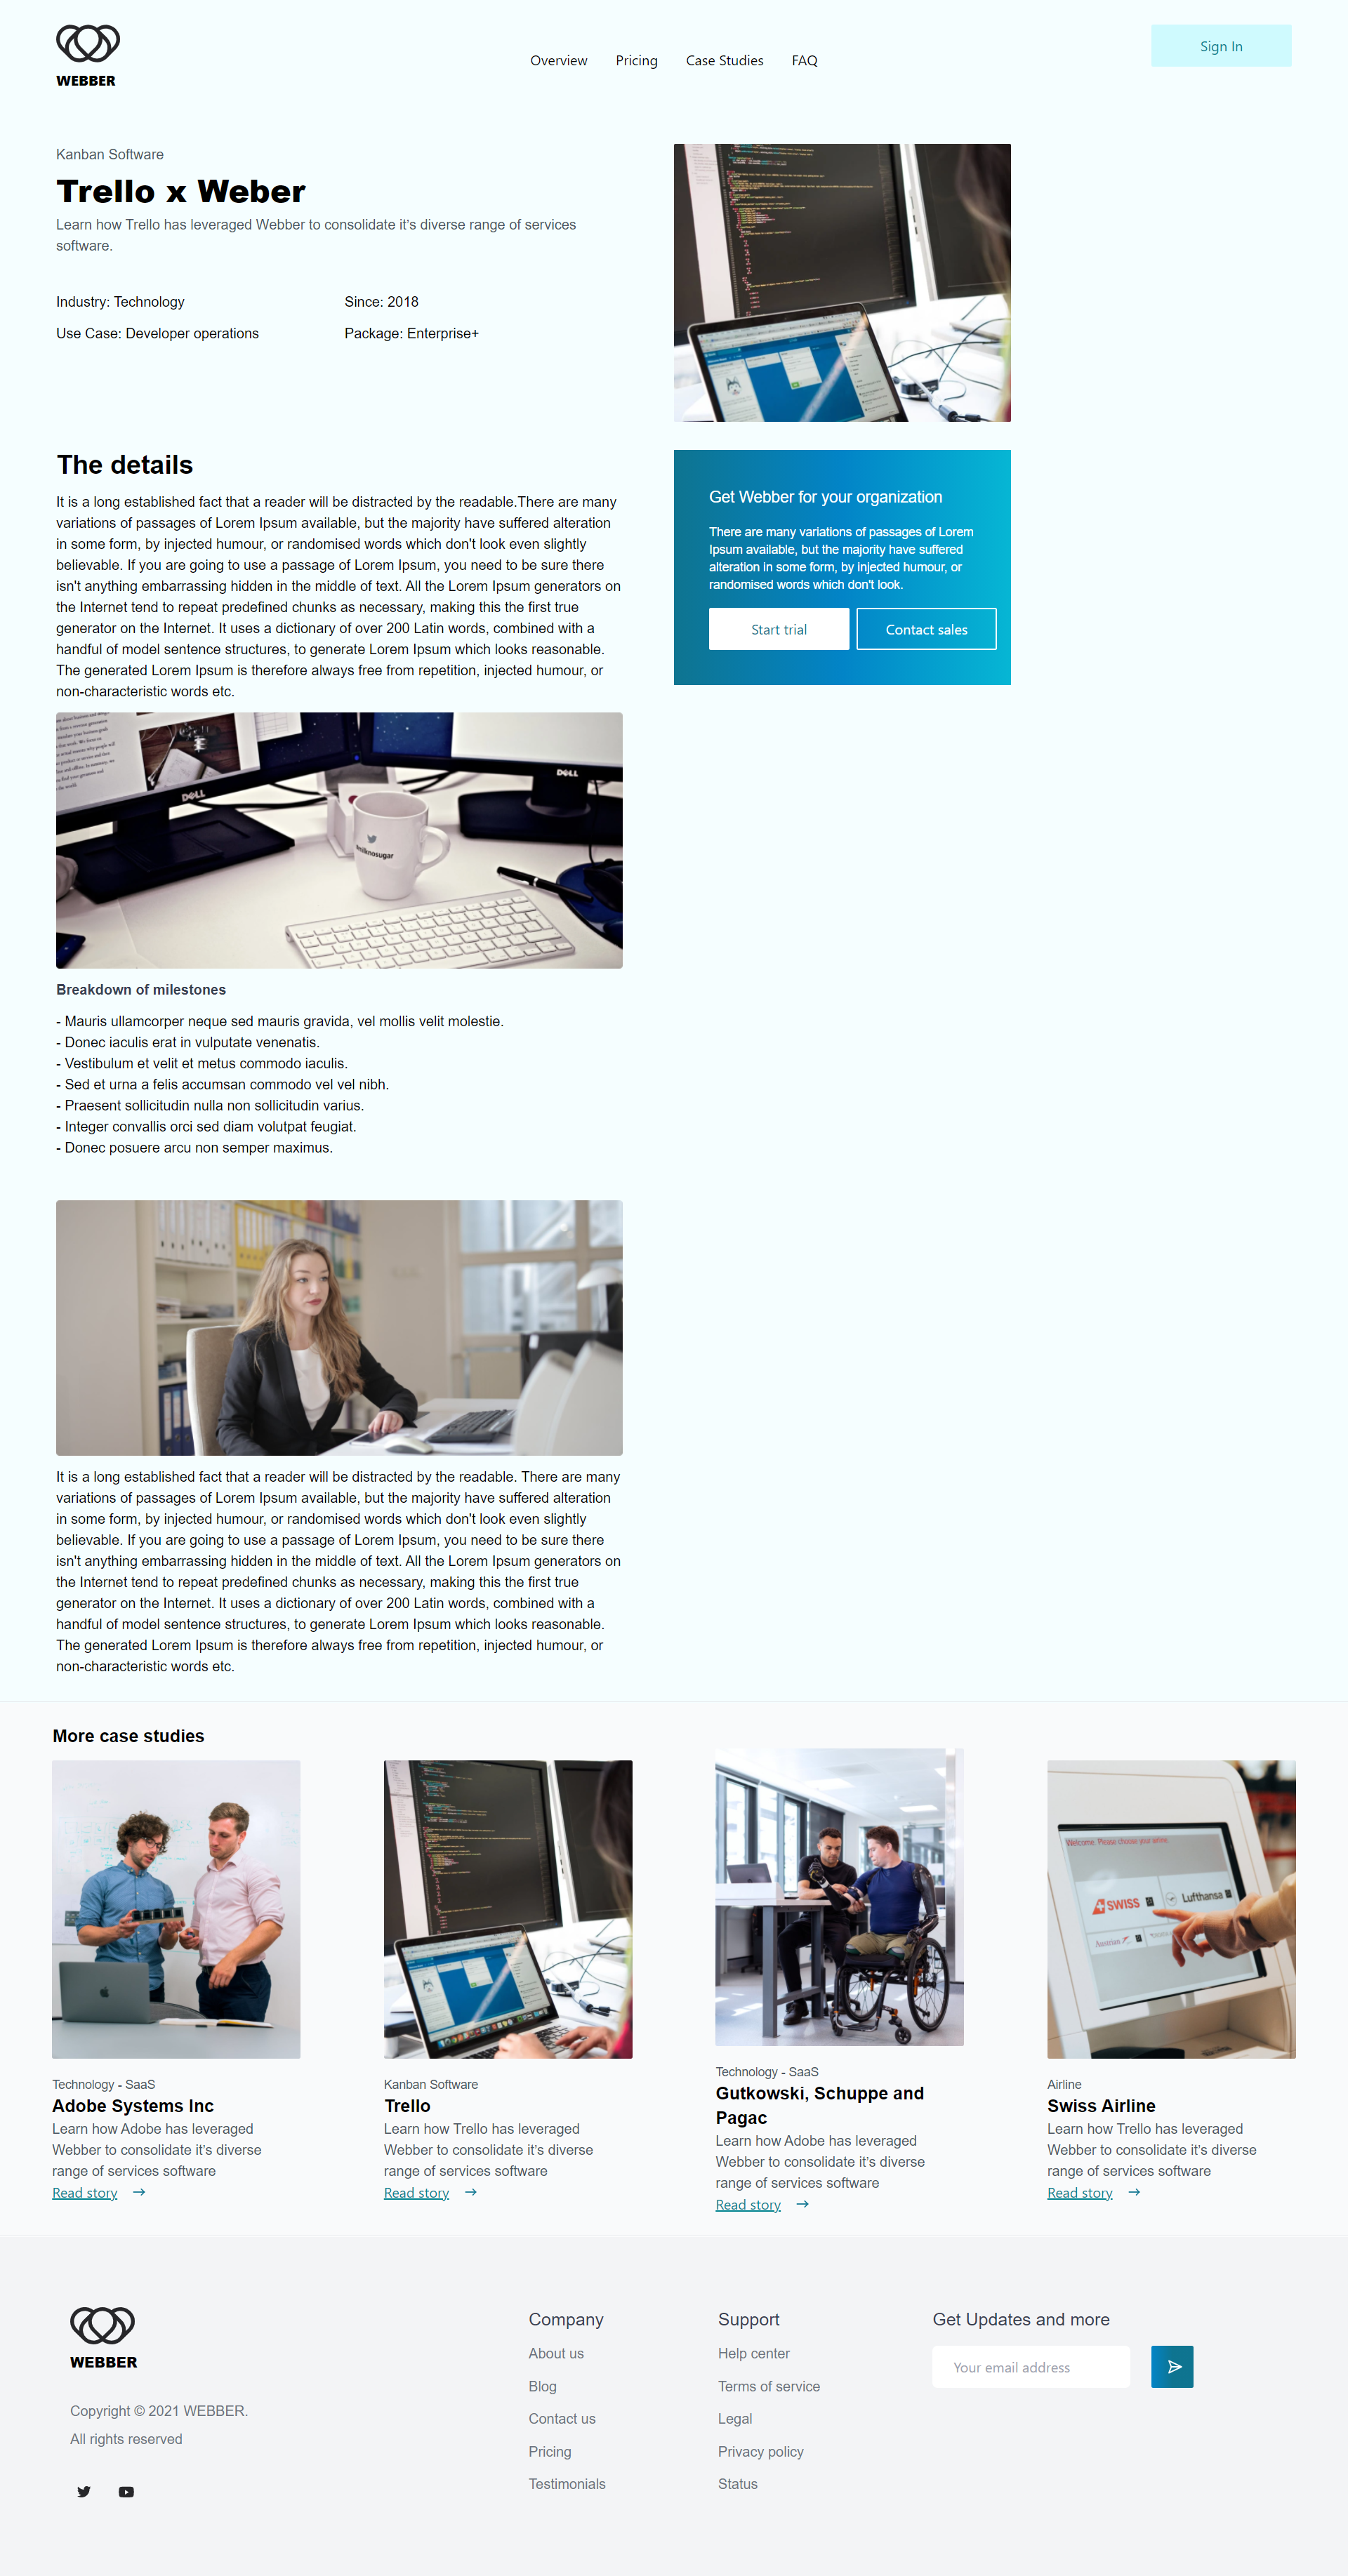 WEBBER
Overview
Pricing
Case Studies
FAQ
Sign In
Kanban Software
Trello x Weber
Learn how Trello has leveraged Webber to consolidate it’s diverse range of services
software.
Industry: Technology
Since: 2018
Use Case: Developer operations
Package: Enterprise+
The details
It is a long established fact that a reader will be distracted by the readable.There are many
variations of passages of Lorem Ipsum available, but the majority have suffered alteration
in some form, by injected humour, or randomised words which don't look even slightly
believable. If you are going to use a passage of Lorem Ipsum, you need to be sure there
isn't anything embarrassing hidden in the middle of text. All the Lorem Ipsum generators on
the Internet tend to repeat predefined chunks as necessary, making this the first true
generator on the Internet. It uses a dictionary of over 200 Latin words, combined with a
handful of model sentence structures, to generate Lorem Ipsum which looks reasonable.
The generated Lorem Ipsum is therefore always free from repetition, injected humour, or
non-characteristic words etc.
Get Webber for your organization
There are many variations of passages of Lorem
Ipsum available, but the majority have suffered
alteration in some form, by injected humour, or
randomised words which don't look.
Start trial
Contact sales
DELL
DELL
Breakdown of milestones
- Mauris ullamcorper neque sed mauris gravida, vel mollis velit molestie.
- Donec iaculis erat in vulputate venenatis.
- Vestibulum et velit et metus commodo iaculis.
- Sed et urna a felis accumsan commodo vel vel nibh.
- Praesent sollicitudin nulla non sollicitudin varius.
- Integer convallis orci sed diam volutpat feugiat.
- Donec posuere arcu non semper maximus.
It is a long established fact that a reader will be distracted by the readable. There are many
variations of passages of Lorem Ipsum available, but the majority have suffered alteration
in some form, by injected humour, or randomised words which don't look even slightly
believable. If you are going to use a passage of Lorem Ipsum, you need to be sure there
isn't anything embarrassing hidden in the middle of text. All the Lorem Ipsum generators on
the Internet tend to repeat predefined chunks as necessary, making this the first true
generator on the Internet. It uses a dictionary of over 200 Latin words, combined with a
handful of model sentence structures, to generate Lorem Ipsum which looks reasonable.
The generated Lorem Ipsum is therefore always free from repetition, injected humour, or
non-characteristic words etc.
More case studies
Technology - SaaS
Adobe Systems Inc
Learn how Adobe has leveraged
Webber to consolidate it’s diverse
range of services software
Read story
Kanban Software
Trello
Learn how Trello has leveraged
Webber to consolidate it’s diverse
range of services software
Read story
Technology - SaaS
Gutkowski, Schuppe and
Pagac
Learn how Adobe has leveraged
Webber to consolidate it’s diverse
range of services software
Read story
Welcome. Please choose your airline.
SWISS
Lufthansa
Austrian
Airline
Swiss Airline
Learn how Trello has leveraged
Webber to consolidate it’s diverse
range of services software
Read story
WEBBER
Copyright © 2021 WEBBER.
All rights reserved
Company
About us
Blog
Contact us
Pricing
Testimonials
Support
Help center
Terms of service
Legal
Privacy policy
Status
Get Updates and more
Your email address